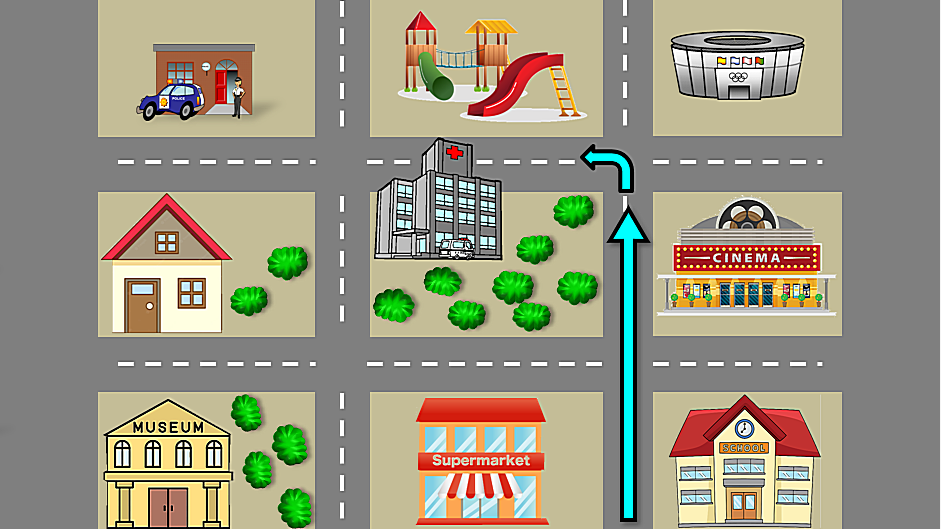 POLICE
CINEMA
MUSEUM
Supermarket
SCHOOL